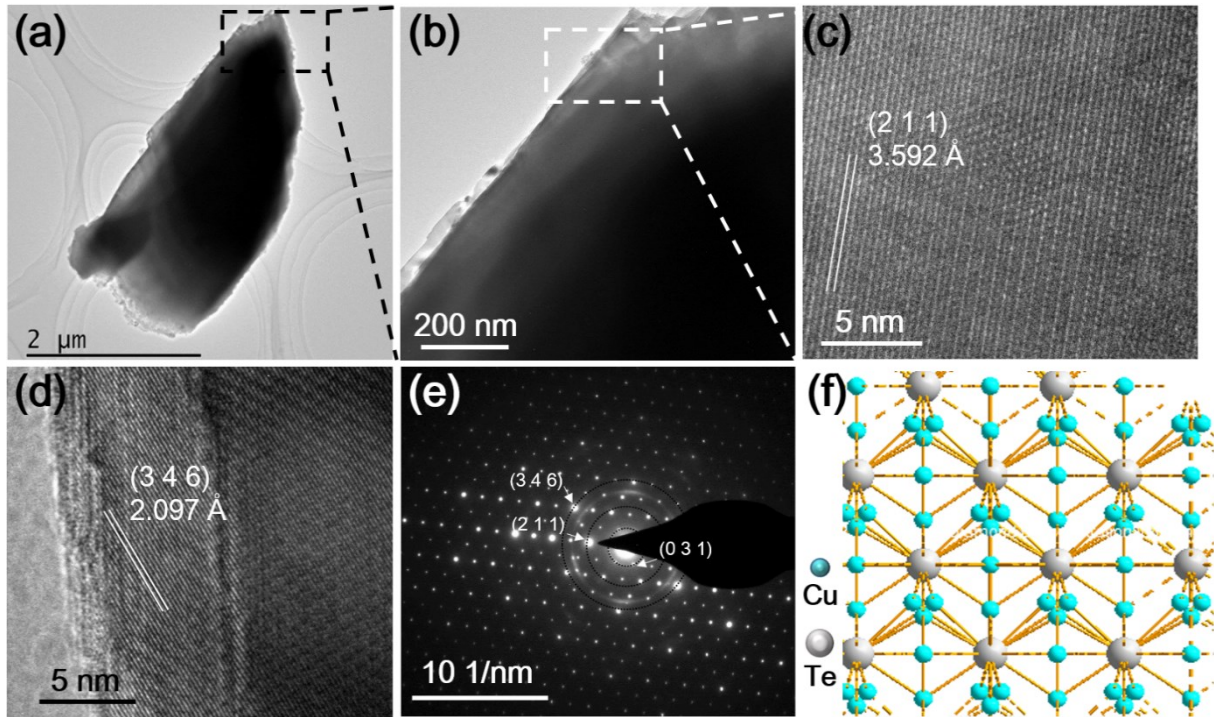 (a)
2 μm
(b)
200 nm
(c)
(2 1 1)
3.592 Å
5 nm
(d)
(3 4 6)
2.097 Å
5 nm
(e)
(3 4 6)
(2 1 1)
(0 3 1)
10 1/nm
(f)
Cu
Te